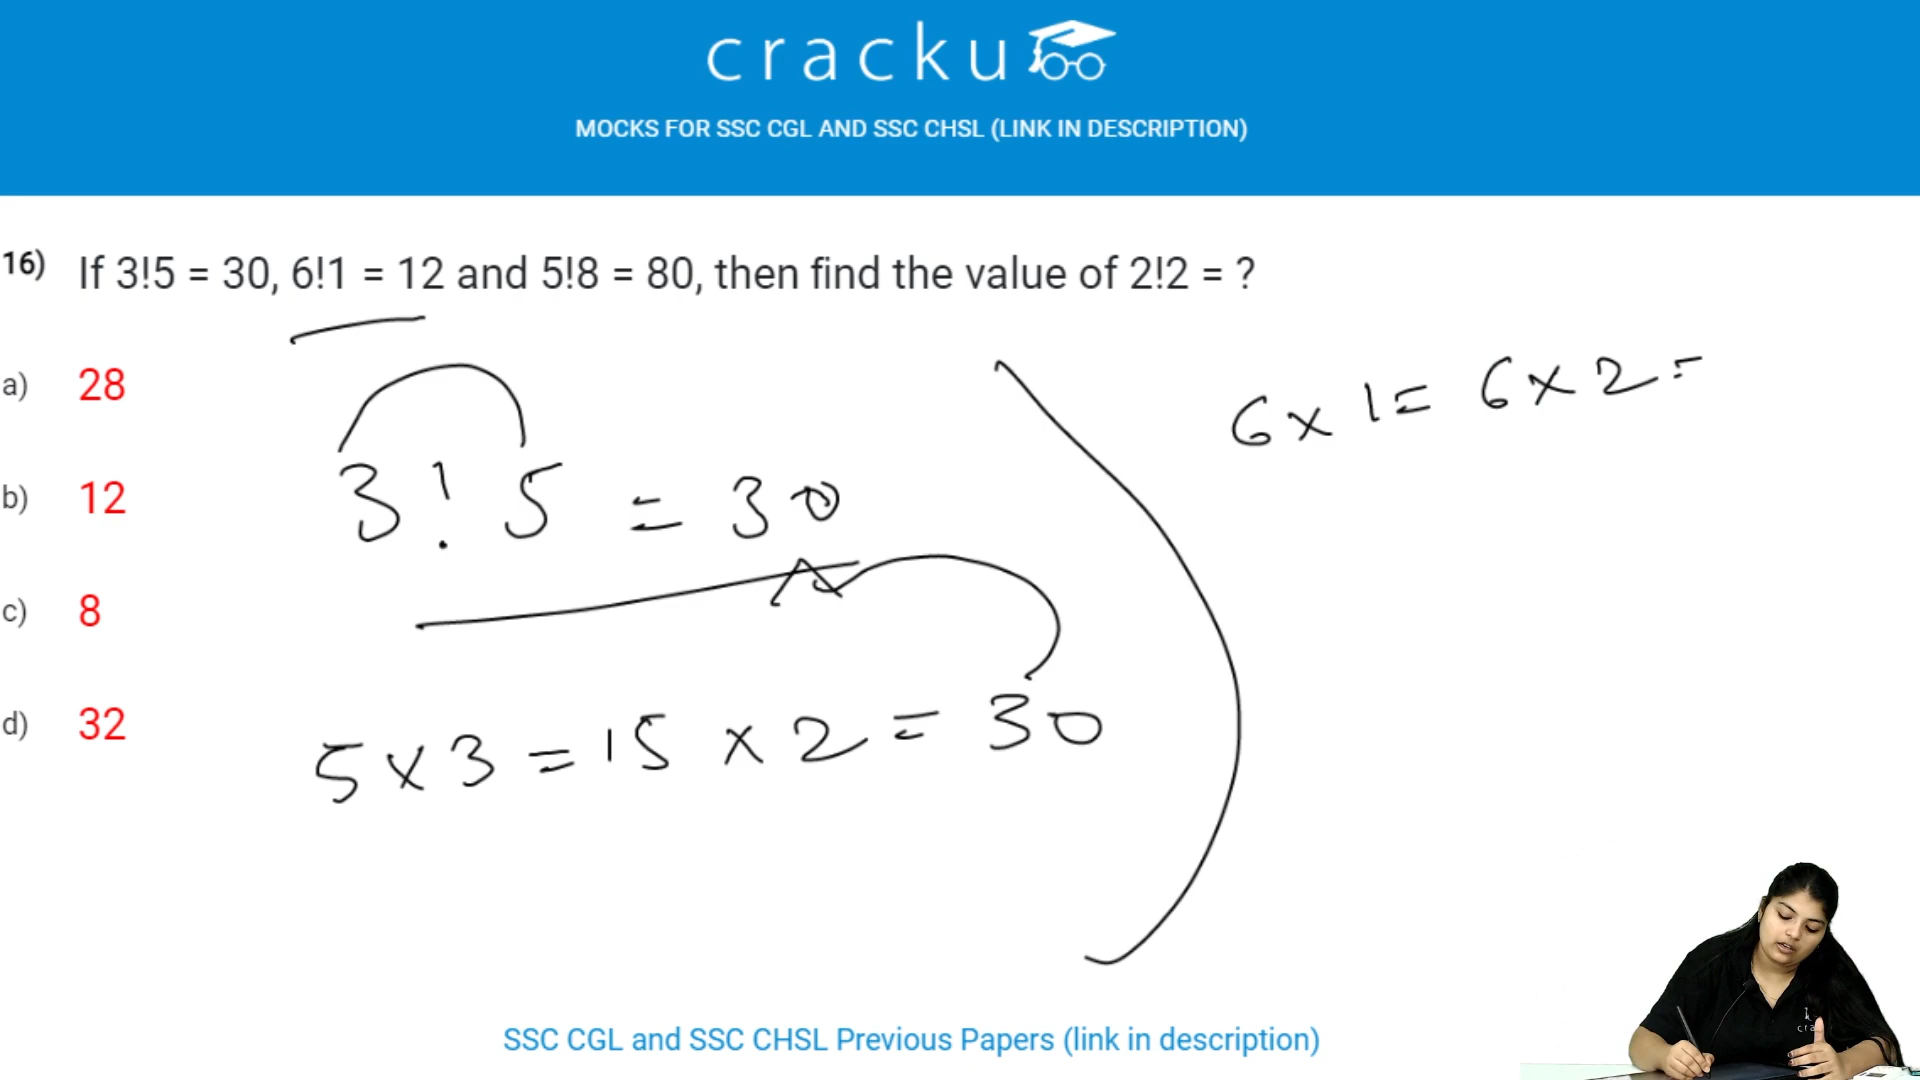 cracku
MOCKS FOR SSC CGL AND SSC CHSL (LINK IN DESCRIPTION)
16) If 3!5 = 30, 6!1 = 12 and 5!8 = 80, then find the value of 2!2 = ?
a) 28
b) 12
c) 8
d) 32
3!5 = 30
5×3 = 15 × 2 = 30
6×1= 6×2=
SSC CGL and SSC CHSL Previous Papers (link in description)